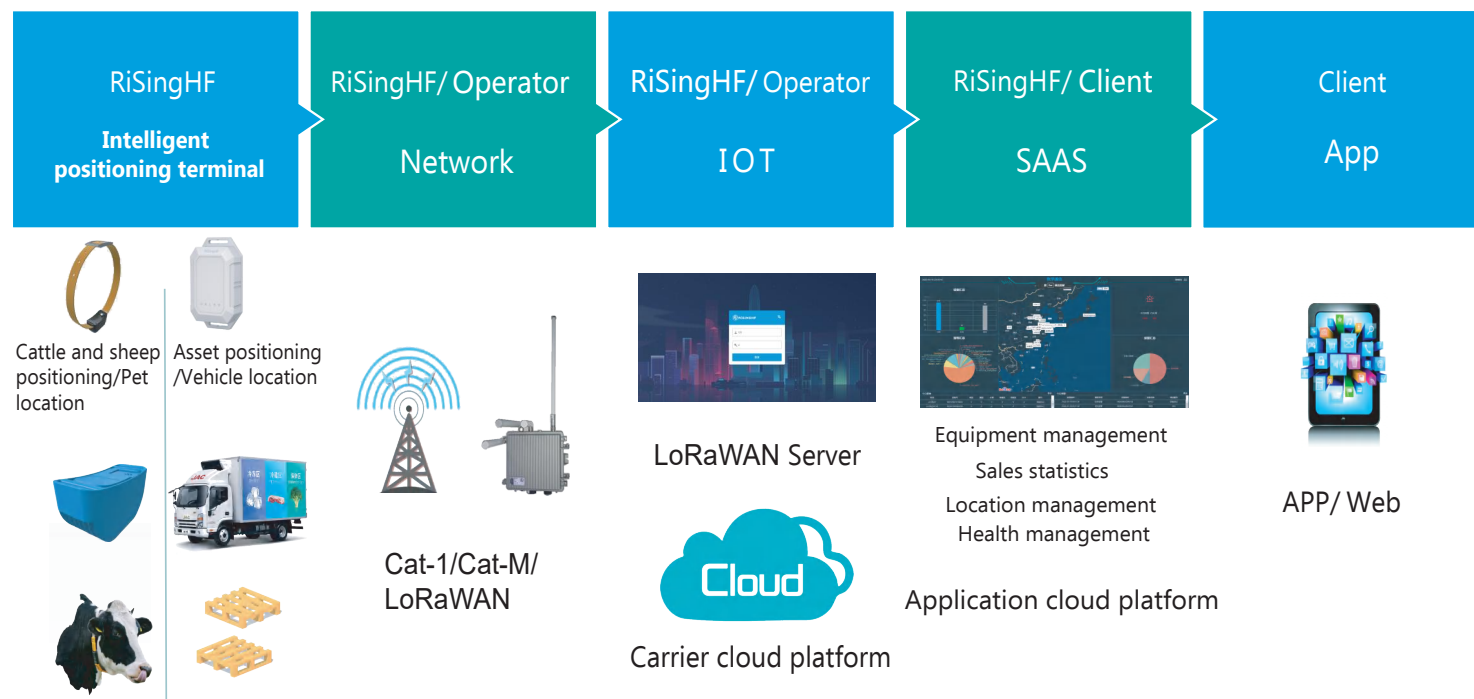 RiSingHF
Intelligent
positioning terminal
RiSingHF/ Operator
Network
RiSingHF/ Operator
IOT
RiSingHF/ Client
SAAS
Client
App
Cattle and sheep
positioning/Pet
location
Asset positioning
/Vehicle location
Cat-1/Cat-M/
LoRaWAN
LoRaWAN Server
Cloud
Carrier cloud platform
Equipment management
Sales statistics
Location management
Health management
Application cloud platform
APP/ Web